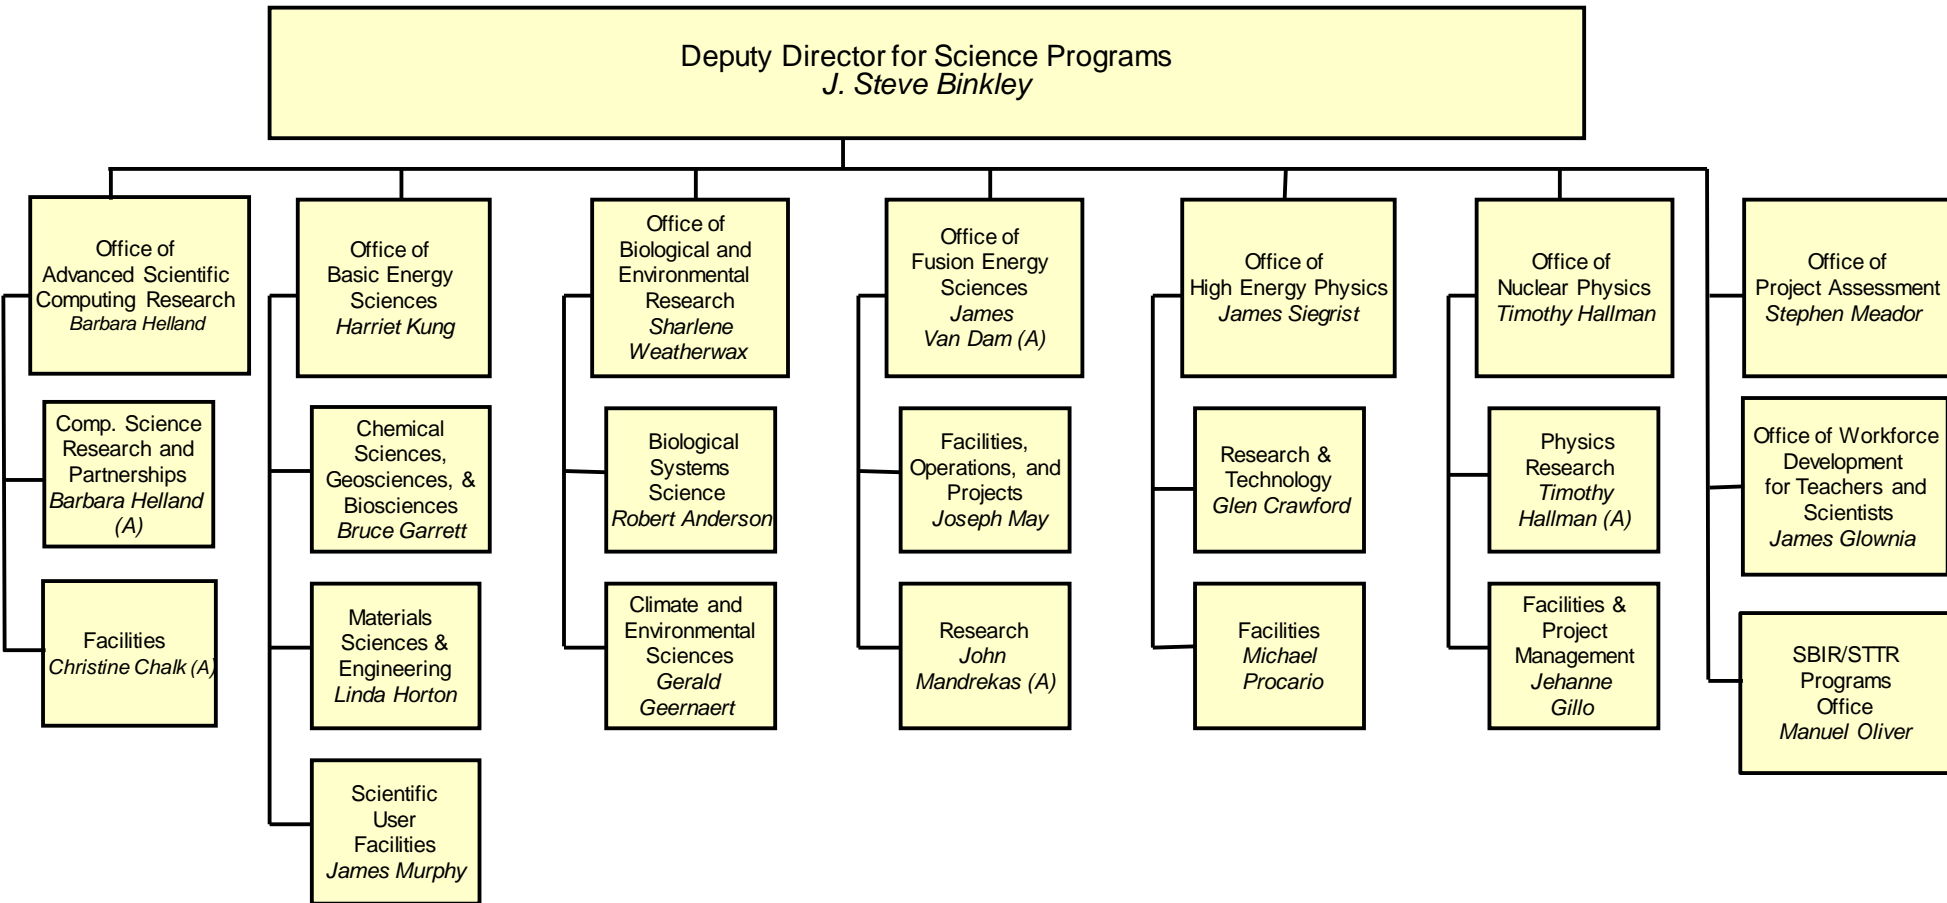 Deputy Director for Science Programs
J. Steve Binkley
Office of
Advanced Scientific
Computing Research
Barbara Helland
Comp. Science
Research and
Partnerships
Barbara Helland
(A)
Facilities
Christine Chalk (A)
Office of
Basic Energy
Sciences
Harriet Kung
Chemical
Sciences,
Geosciences, &
Biosciences
Bruce Garrett
Materials
Sciences &
Engineering
Linda Horton
Scientific
User
Facilities
James Murphy
Office of
Biological and
Environmental
Research
Sharlene
Weatherwax
Biological
Systems
Science
Robert Anderson
Climate and
Environmental
Sciences
Gerald
Geernaert
Office of
Fusion Energy
Sciences
James
Van Dam (A)
Facilities,
Operations, and
Projects
Joseph May
Research
John
Mandrekas (A)
Office of
High Energy Physics
James Siegrist
Research &
Technology
Glen Crawford
Facilities
Michael
Procario
Office of
Nuclear Physics
Timothy Hallman
Physics
Research
Timothy
Hallman (A)
Facilities &
Project
Management
Jehanne
Gillo
Office of
Project Assessment
Stephen Meador
Office of Workforce
Development
for Teachers and
Scientists
James Glownia
SBIR/STTR
Programs
Office
Manuel Oliver